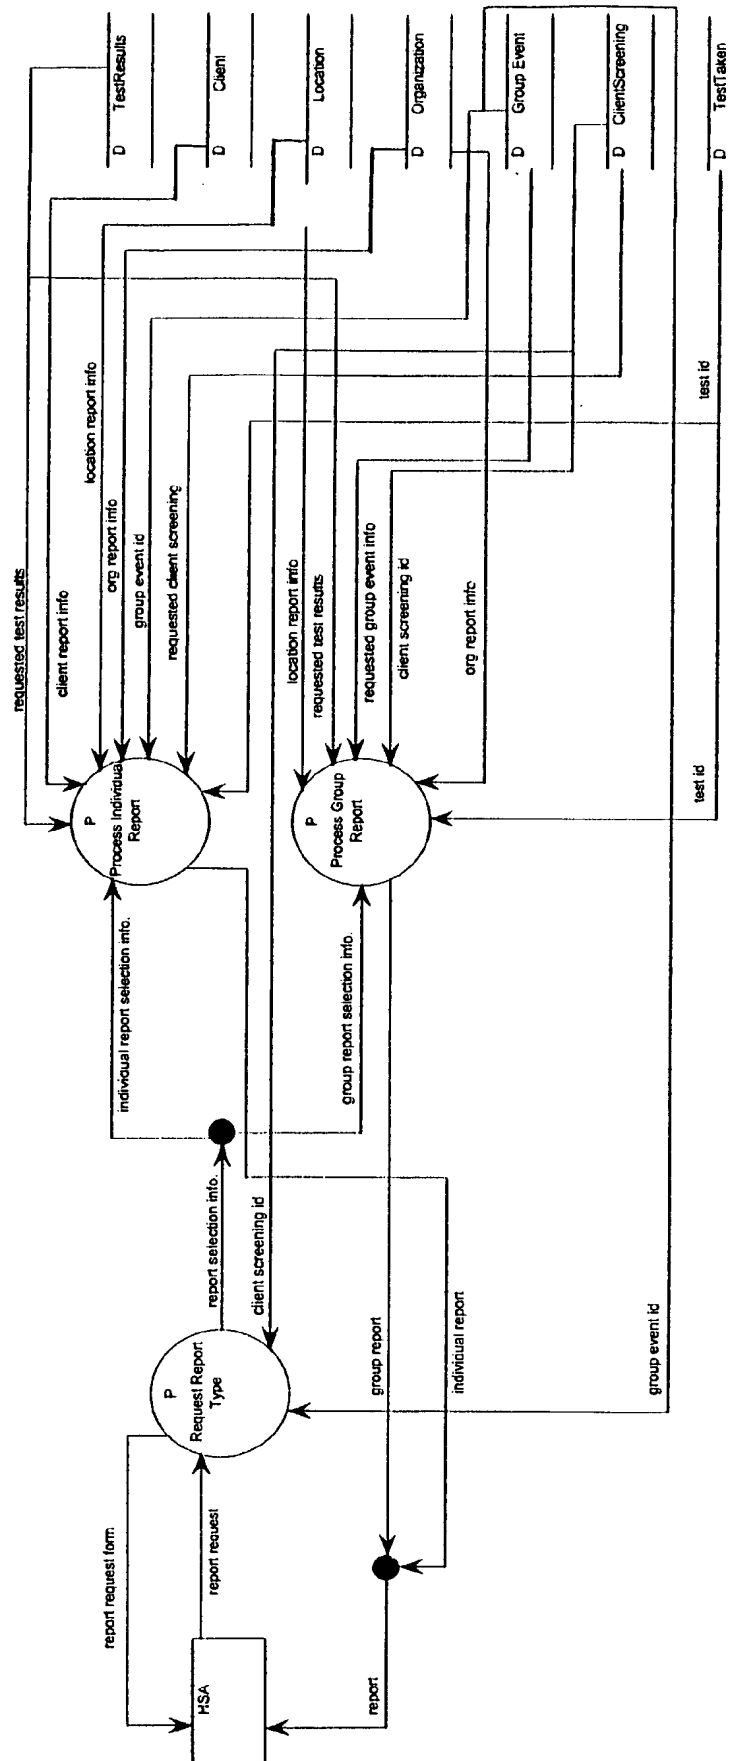 HSA
report request form
report request
report
P
Request Report
Type
report selection info.
client screening id
group event id
group report
individual report
individual report selection info.
group report selection info.
P
Process Individual
Report
P
Process Group
Report
requested test results
client report info
location report info
org report info
group event id
requested client screening
test id
location report info
requested test results
requested group event info
client screening id
org report info
test id
D TestResults
D Client
D Location
D Organization
D Group Event
D ClientScreening
D TestTaken